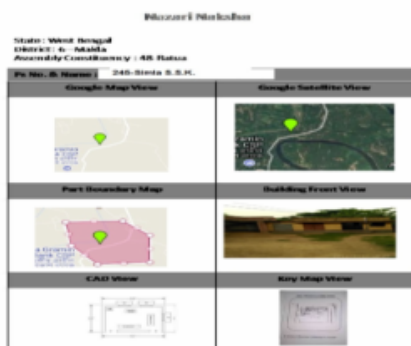 Nazari Naksha
State : West Bengal
District : 6 - Malda
Assembly Constituency : 48 Ratua
Ps No. & Name : 246-Simla S.S.K.
Google Map View
Google Satellite View
Part Boundary Map
Building Front View
CAD View
Key Map View